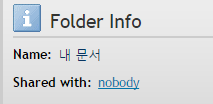 Folder Info
Name: 내 문서
Shared with: nobody